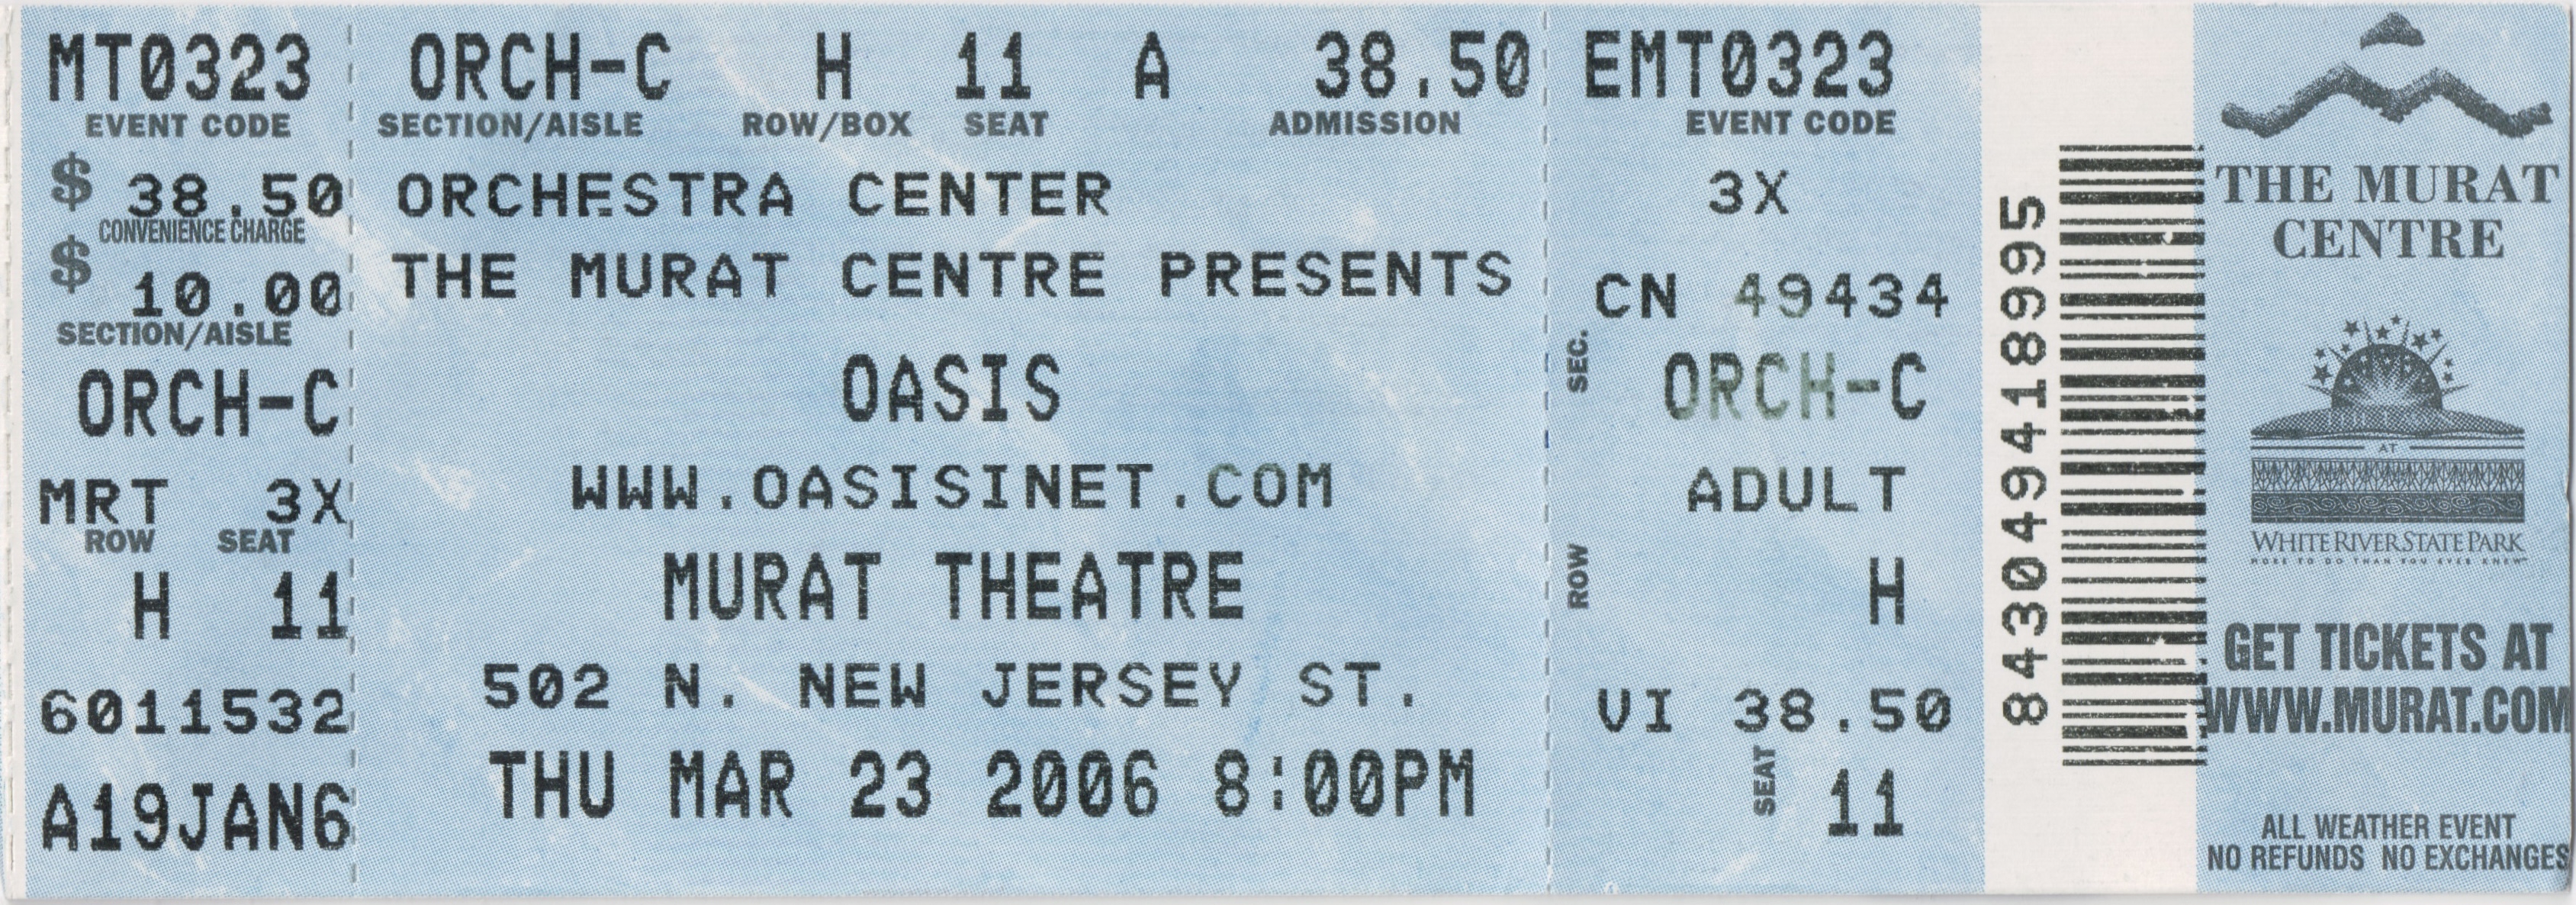 MT0323
EVENT CODE
$ 38.50
CONVENIENCE CHARGE
$ 10.00
SECTION/AISLE
ORCH-C
MRT 3X
ROW SEAT
H 11
6011532
A19JAN6
ORCH-C H 11 A 38.50
SECTION/AISLE ROW/BOX SEAT ADMISSION
ORCHESTRA CENTER
THE MURAT CENTRE PRESENTS
OASIS
WWW.OASISINET.COM
MURAT THEATRE
502 N. NEW JERSEY ST.
THU MAR 23 2006 8:00PM
EMT0323
EVENT CODE
3X
CN 49434
SEC. ORCH-C
ADULT
ROW H
VI 38.50
SEAT 11
8430494418995
THE MURAT
CENTRE
AT
WHITE RIVER STATE PARK
MORE TO DO THAN YOU EVER KNEW
GET TICKETS AT
WWW.MURAT.COM
ALL WEATHER EVENT
NO REFUNDS NO EXCHANGES